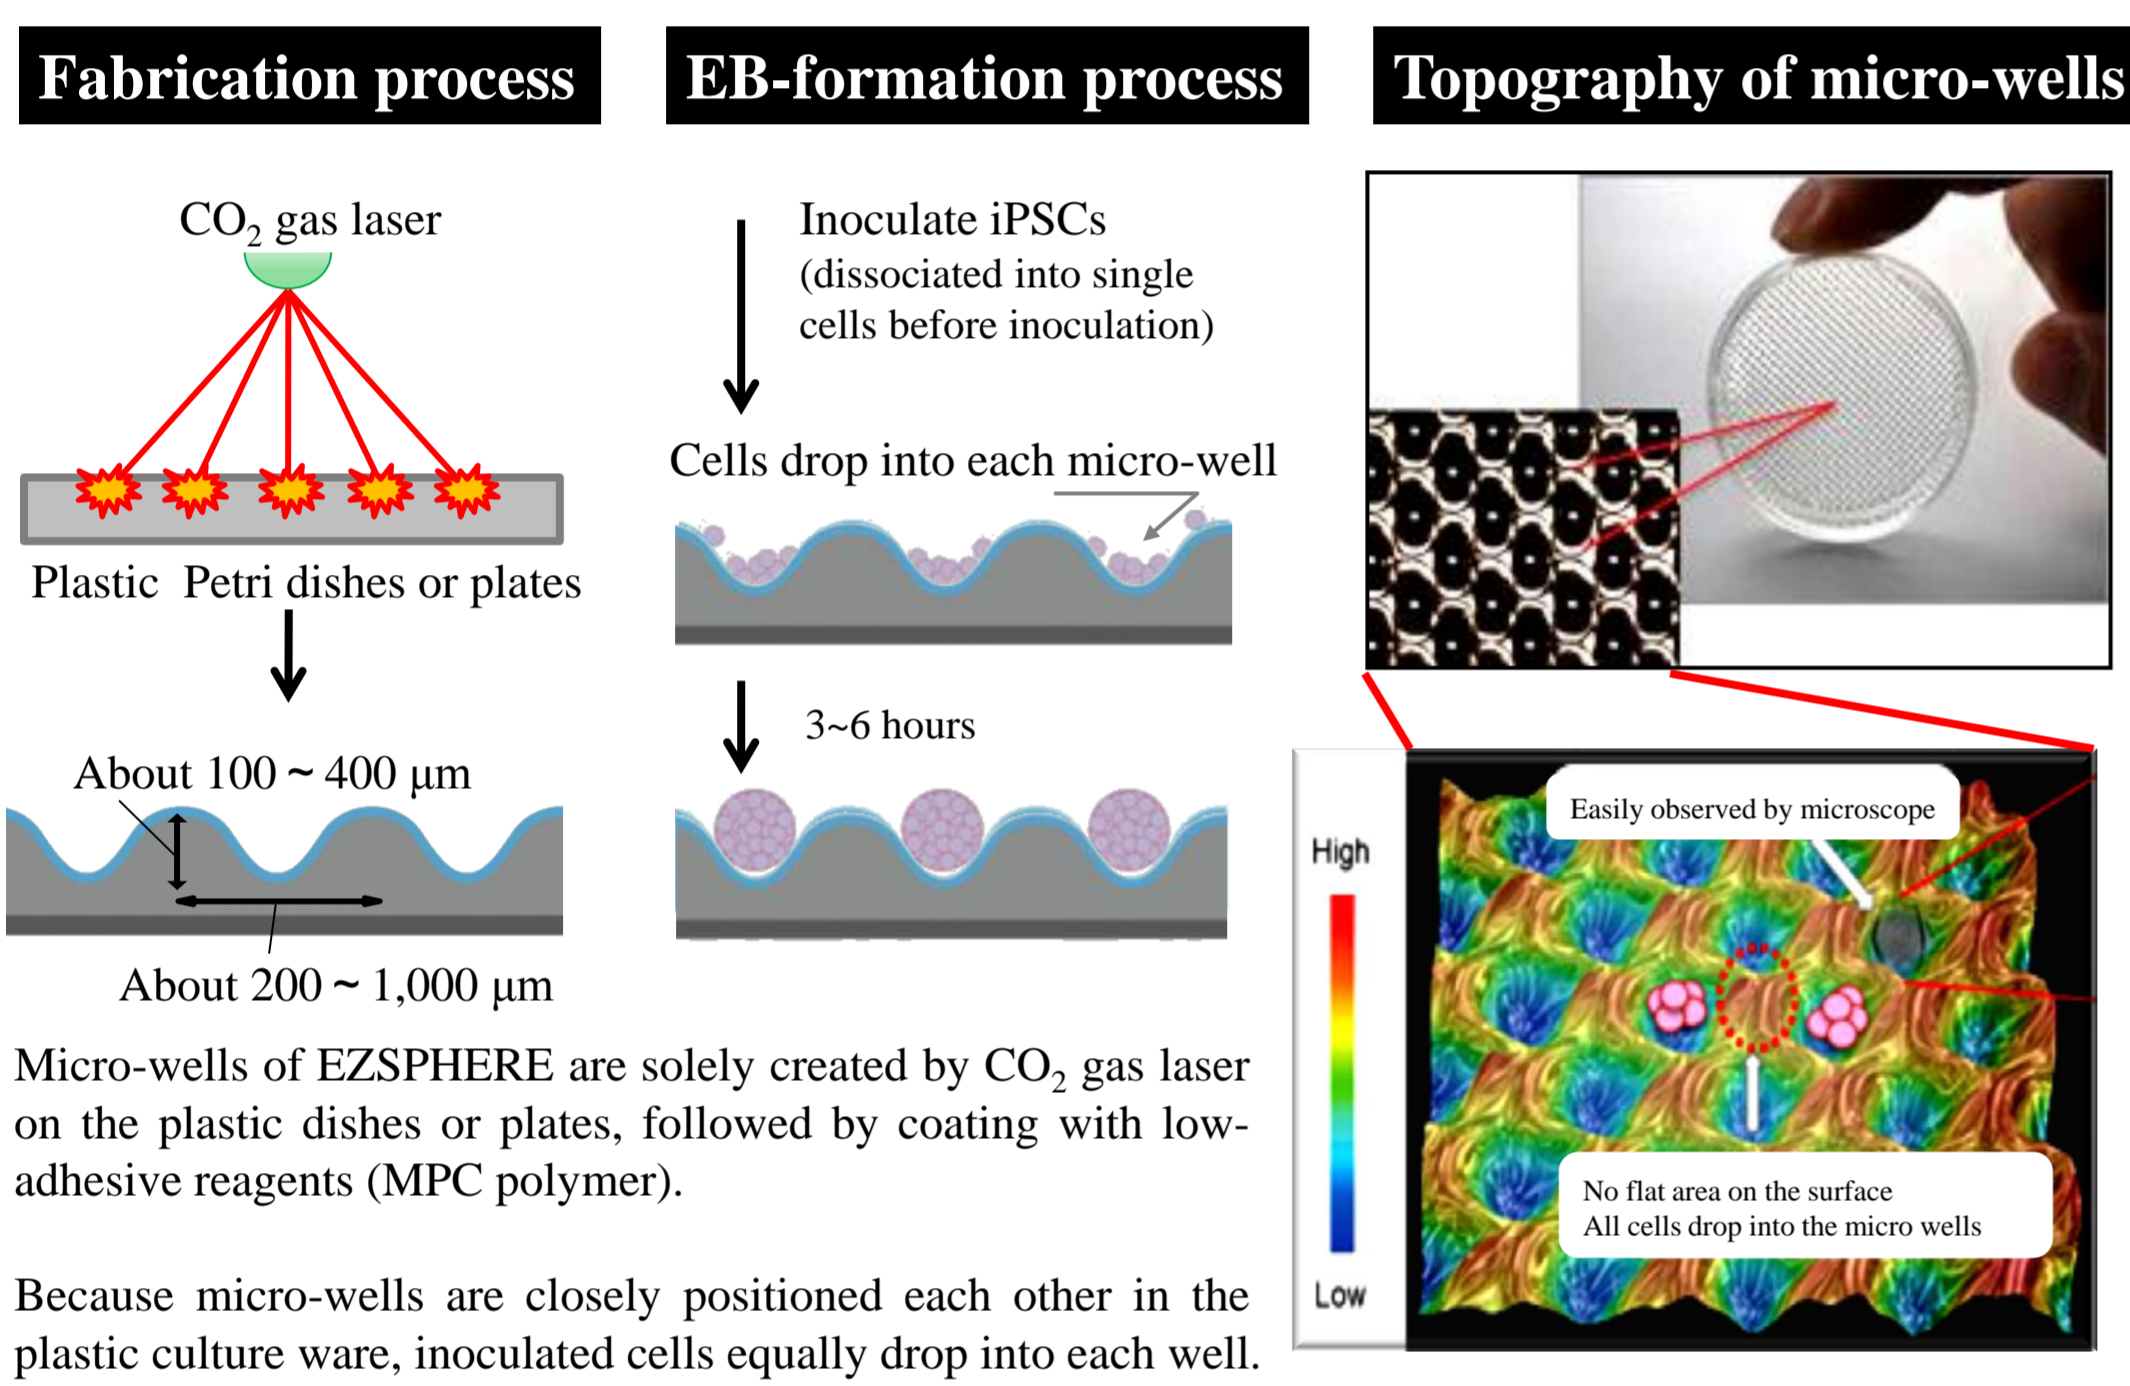 Fabrication process
CO₂ gas laser
Plastic Petri dishes or plates
About 100 ~ 400 μm
About 200 ~ 1,000 μm
EB-formation process
Inoculate iPSCs
(dissociated into single
cells before inoculation)
Cells drop into each micro-well
3~6 hours
Topography of micro-wells
High
Low
Easily observed by microscope
No flat area on the surface
All cells drop into the micro wells
Micro-wells of EZSPHERE are solely created by CO₂ gas laser
on the plastic dishes or plates, followed by coating with low-
adhesive reagents (MPC polymer).
Because micro-wells are closely positioned each other in the
plastic culture ware, inoculated cells equally drop into each well.